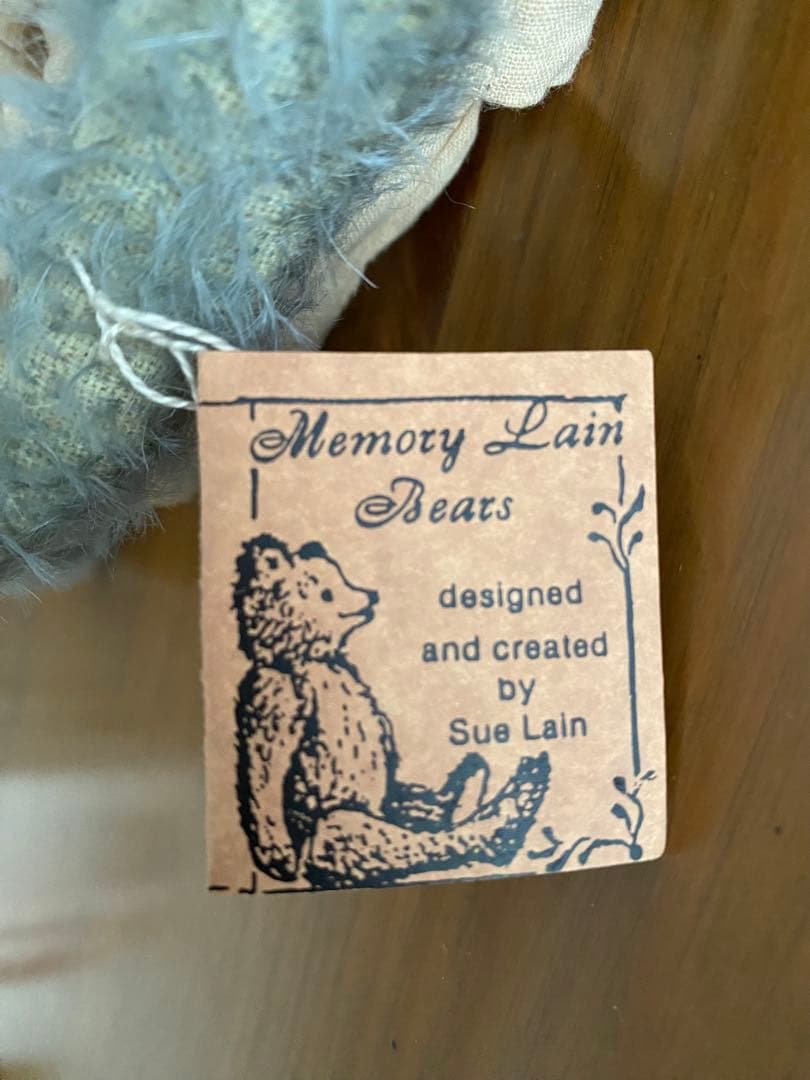 Memory Lain
Bears
designed
and created
by
Sue Lain